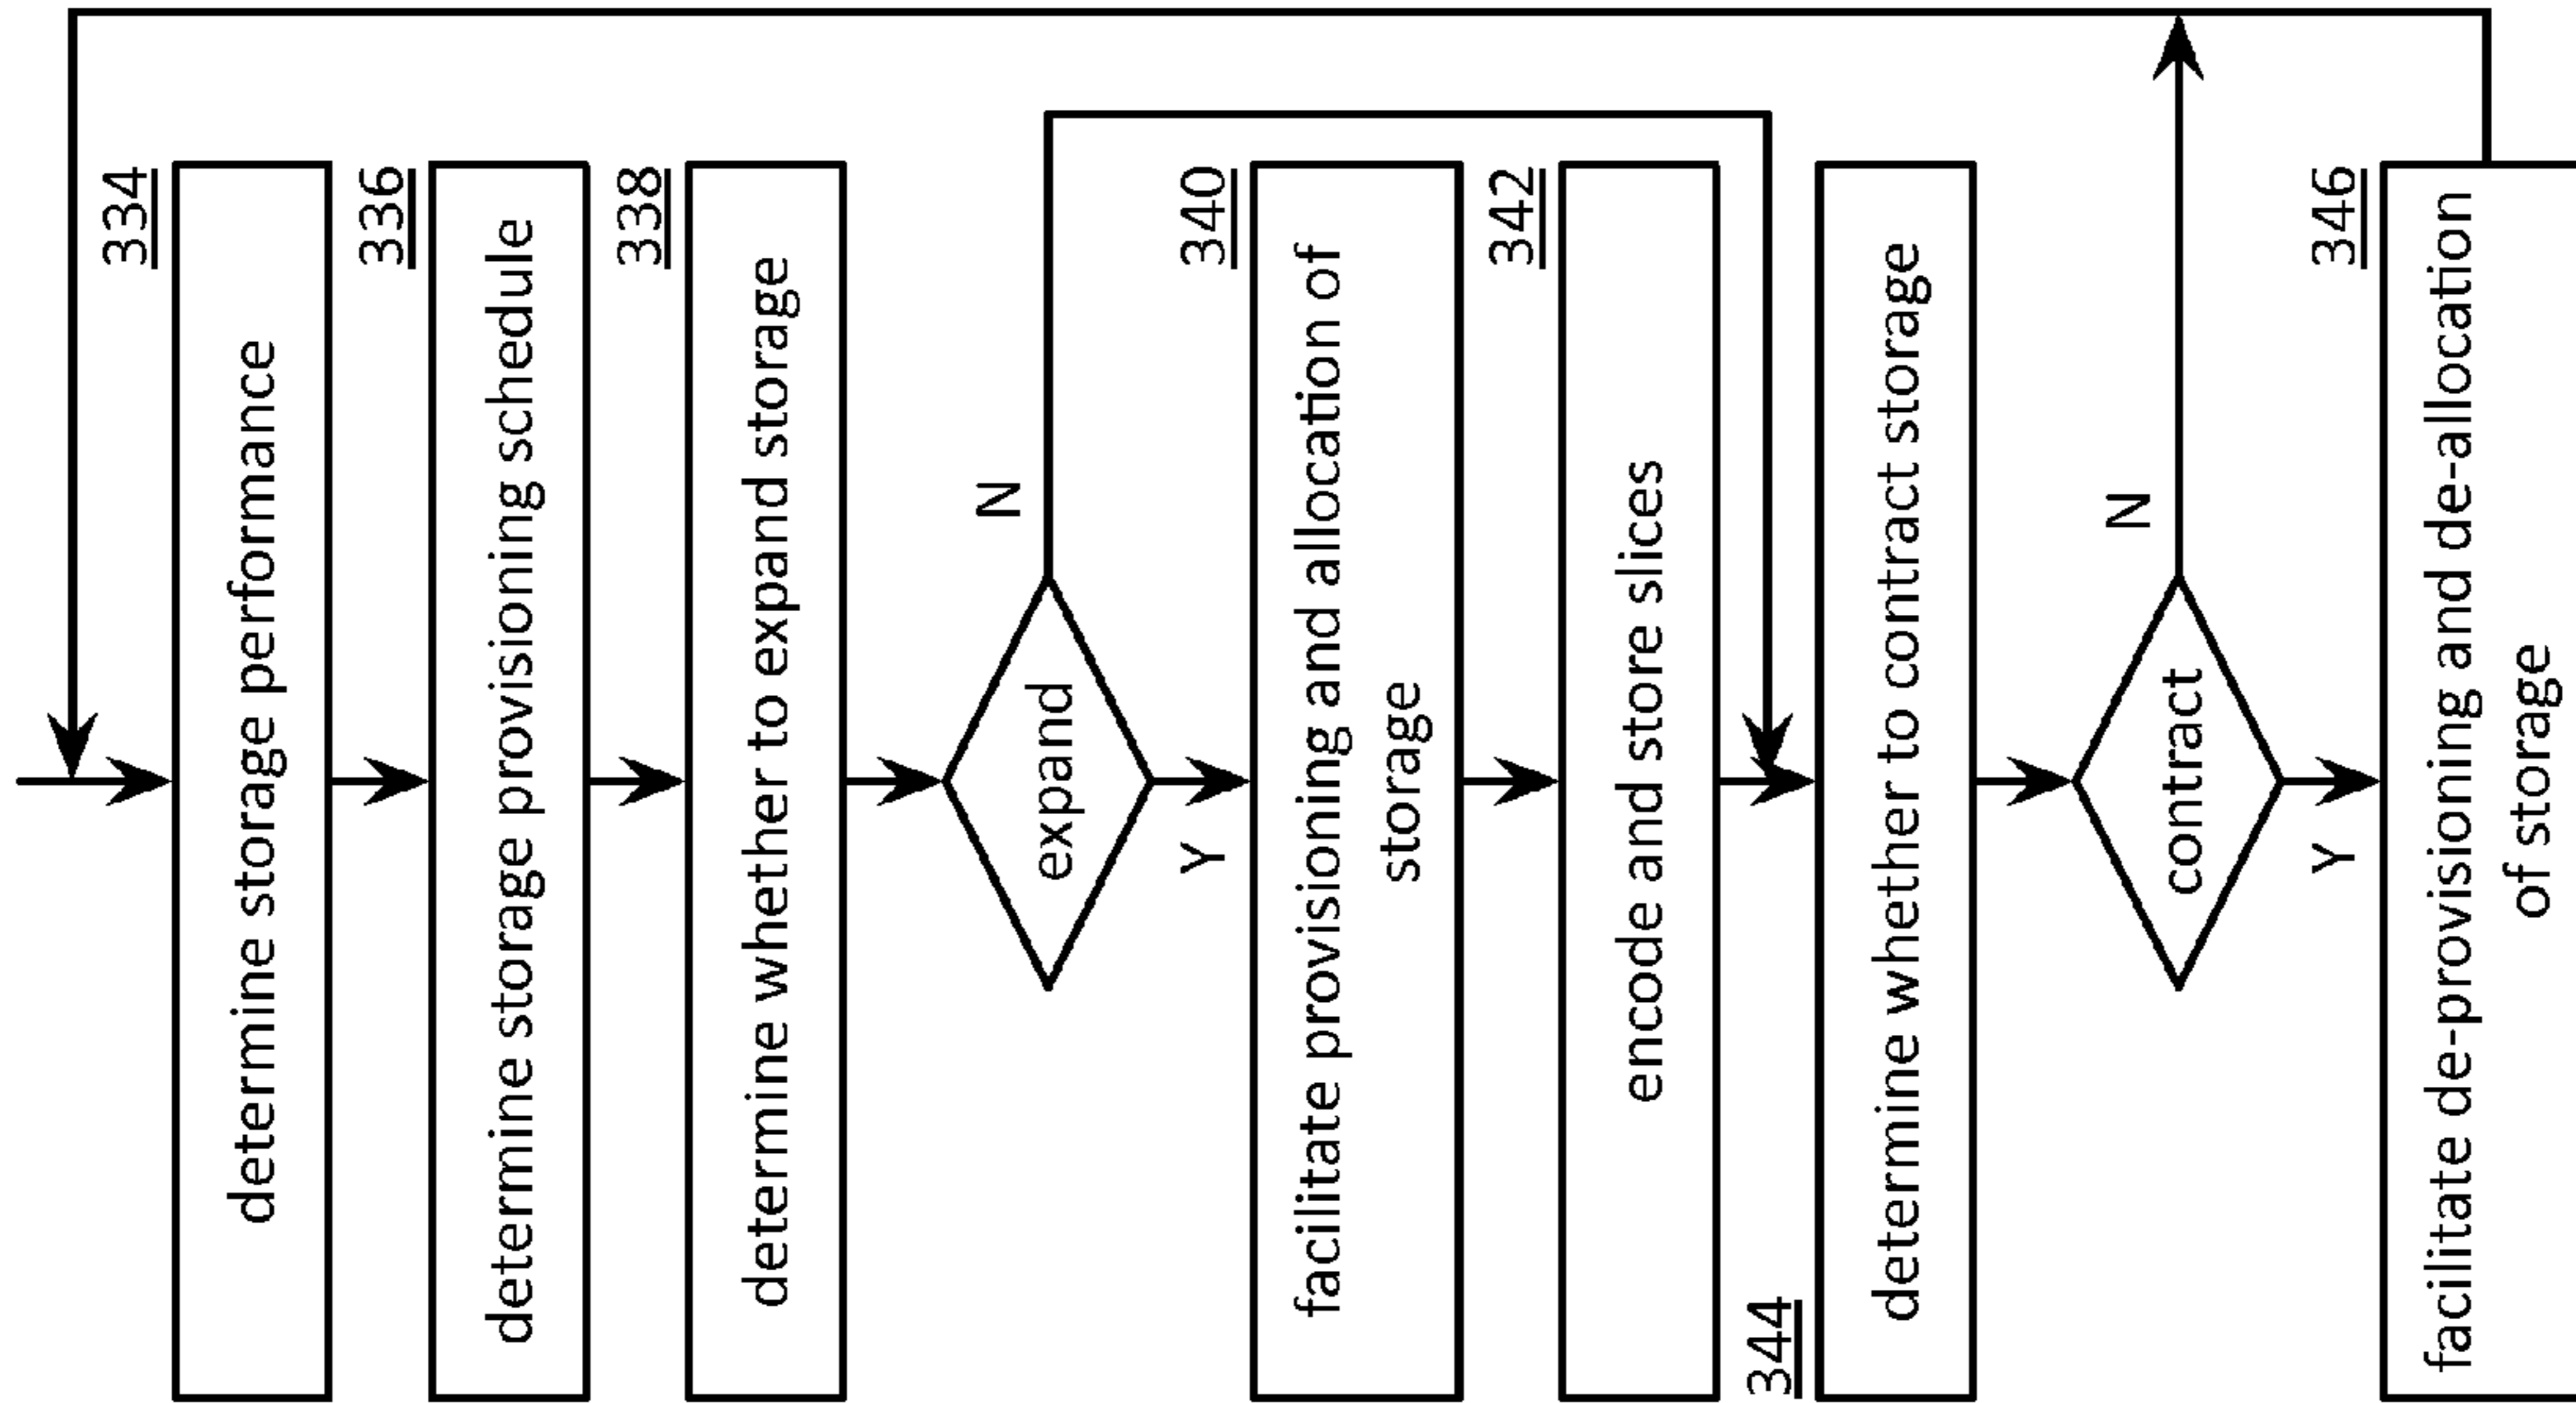 334
determine storage performance
336
determine storage provisioning schedule
338
determine whether to expand storage
expand
N
Y
340
facilitate provisioning and allocation of
storage
342
encode and store slices
344
determine whether to contract storage
contract
N
Y
346
facilitate de-provisioning and de-allocation
of storage